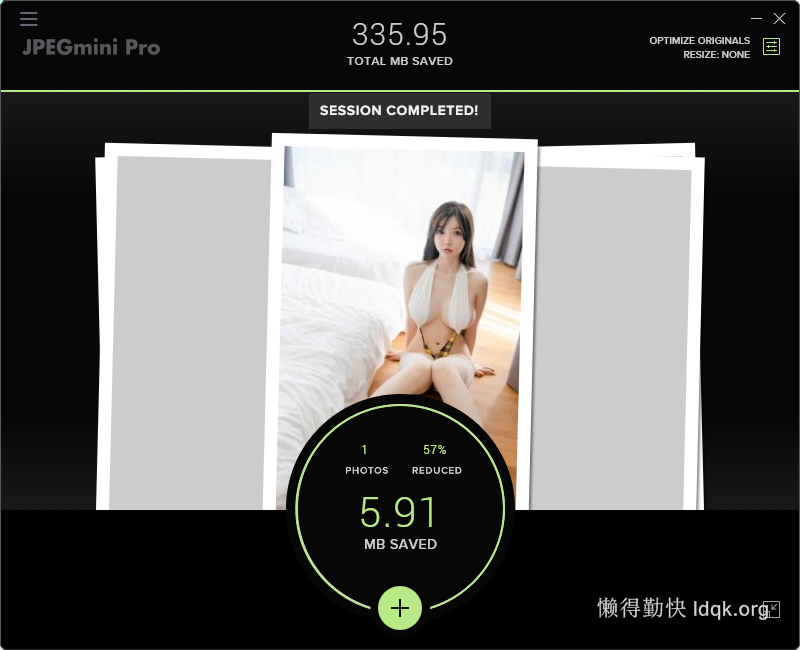 335.95
TOTAL MB SAVED
JPEGmini Pro
OPTIMIZE ORIGINALS
RESIZE: NONE
SESSION COMPLETED!
1 57%
PHOTOS REDUCED
5.91
MB SAVED
懒得勤快 ldqk.org